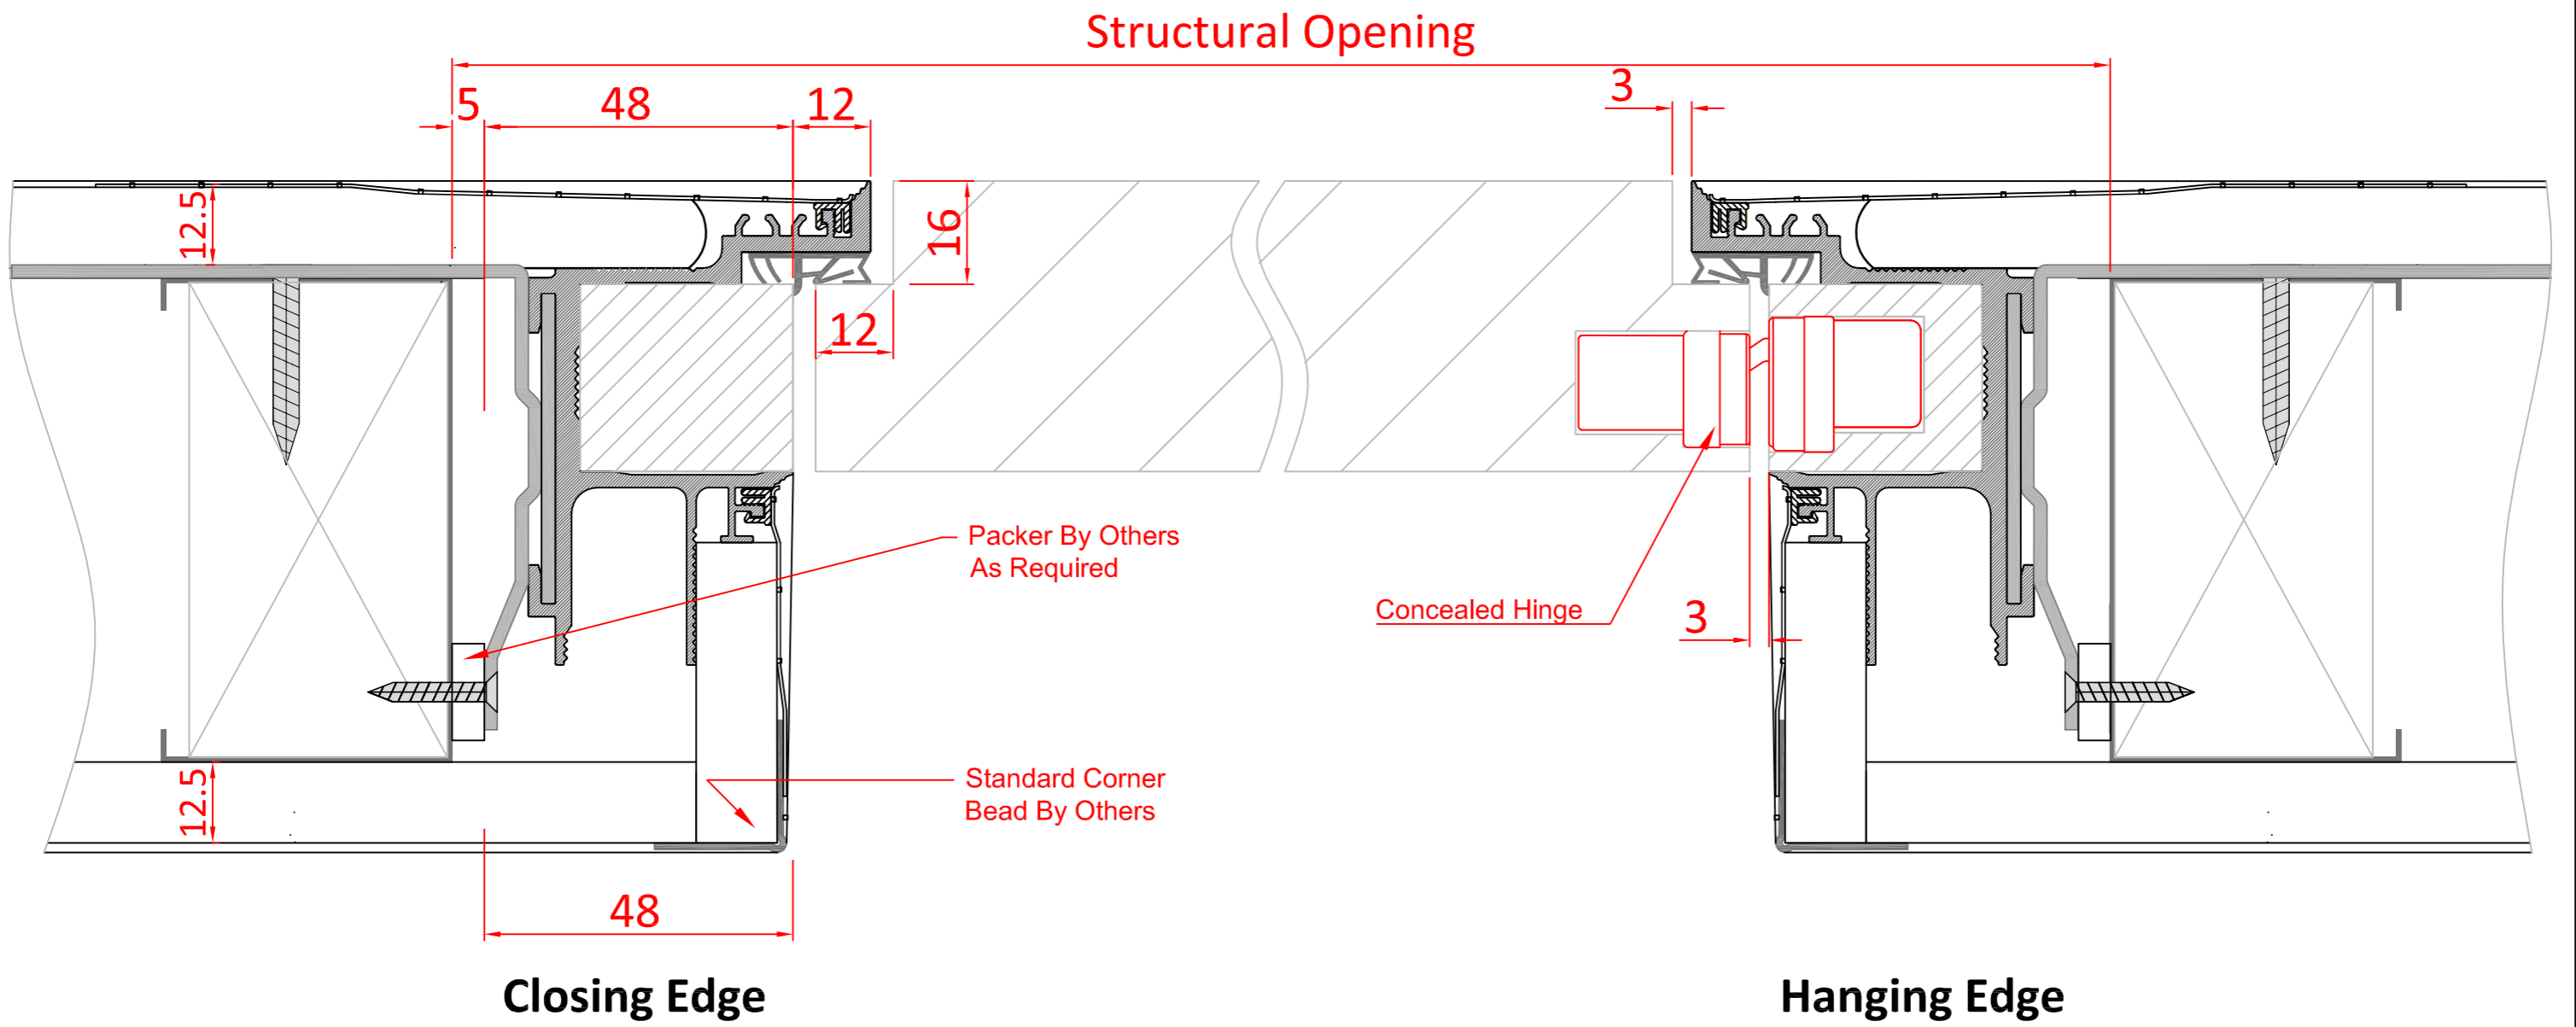 Structural Opening
5
48
12
3
12.5
16
12
Packer By Others
As Required
Concealed Hinge
3
Standard Corner
Bead By Others
12.5
48
Closing Edge
Hanging Edge